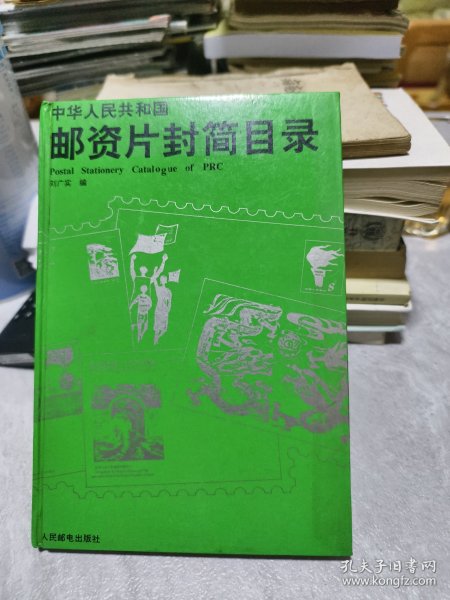 中华人民共和国
邮资片封简目录
Postal Stationery Catalogue of PRC
刘广实 编
8
人民邮电出版社
孔夫子旧书网
www.kongfz.com